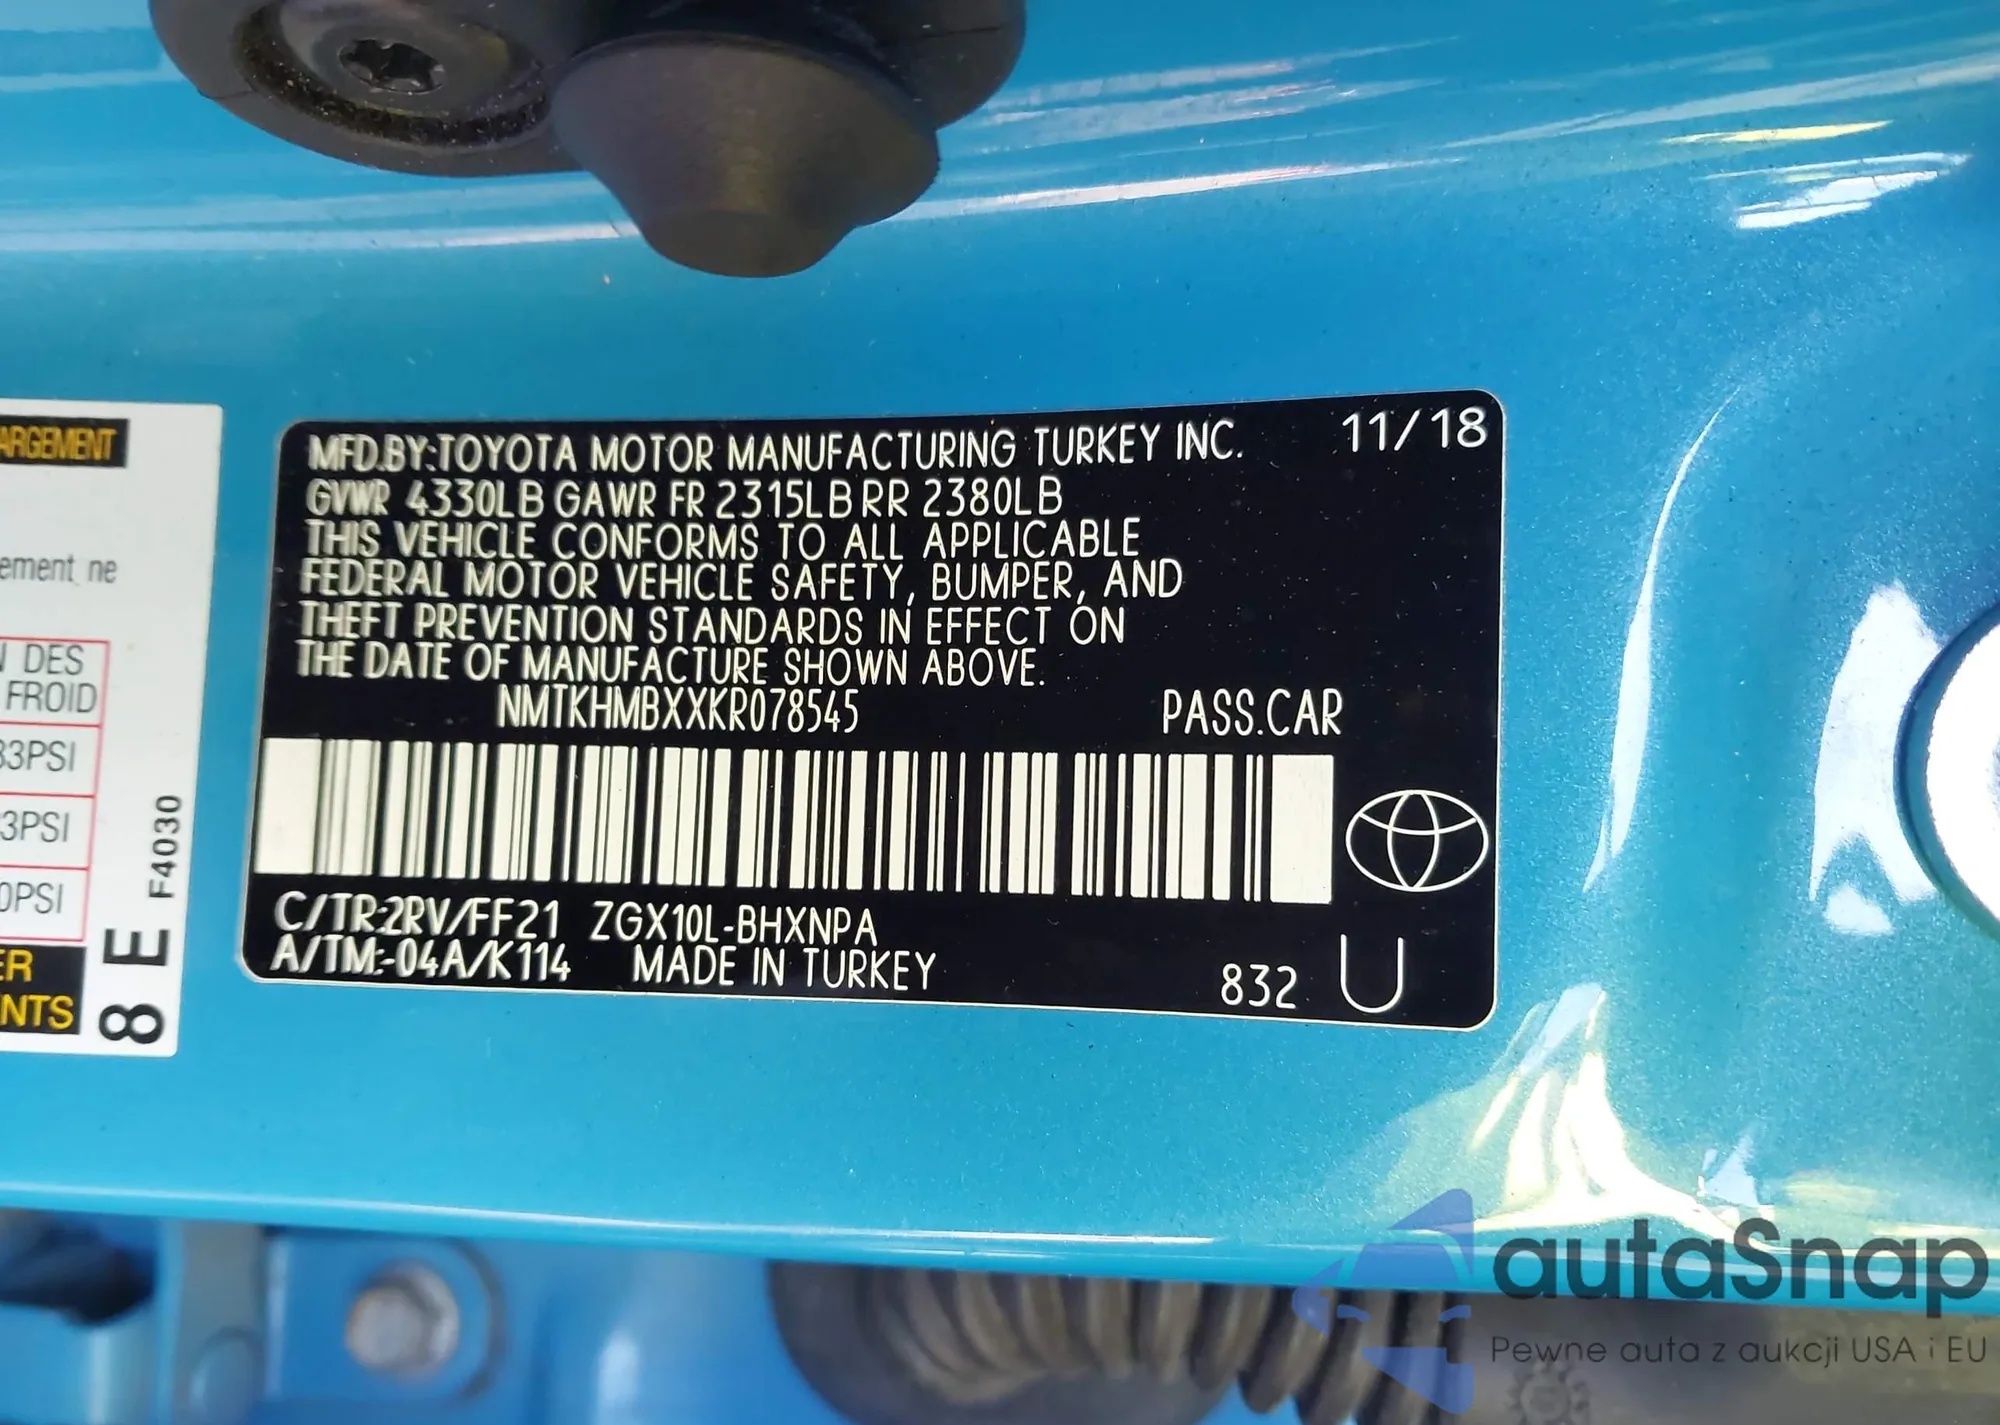 ARGEMENT
ement ne
DES
FROID
33PSI
3PSI
0PSI
ER
NTS
8 E
F4030
MFD.BY:TOYOTA MOTOR MANUFACTURING TURKEY INC. 11/18
GVWR 4330LB GAWR FR 2315LB RR 2380LB
THIS VEHICLE CONFORMS TO ALL APPLICABLE
FEDERAL MOTOR VEHICLE SAFETY, BUMPER, AND
THEFT PREVENTION STANDARDS IN EFFECT ON
THE DATE OF MANUFACTURE SHOWN ABOVE.
NMTKHMBXXKR078545 PASS.CAR
C/TR:2RV/FF21 ZGX10L-BHXNPA
A/TM:-04A/K114 MADE IN TURKEY 832 U
autaSnap
Pewne auta z aukcji USA i EU